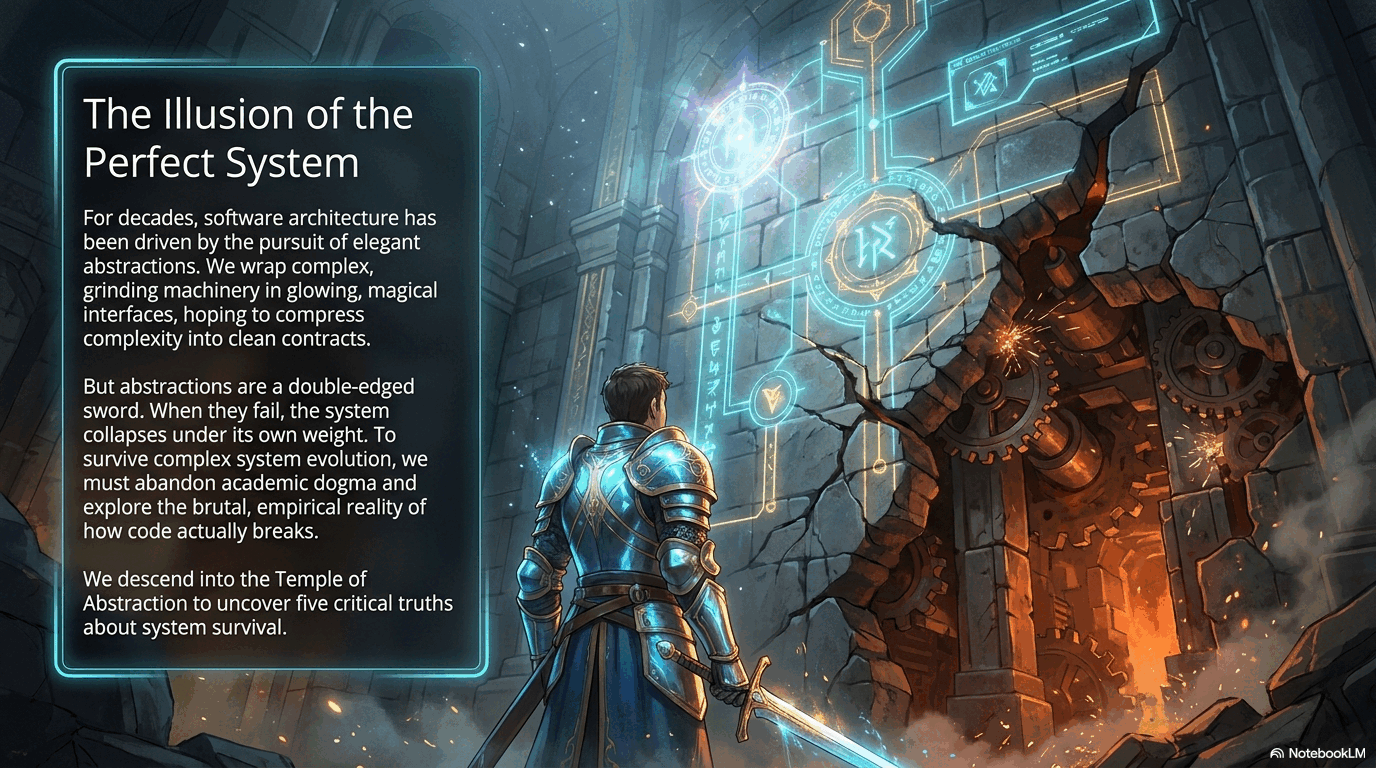 The Illusion of the
Perfect System
For decades, software architecture has
been driven by the pursuit of elegant
abstractions. We wrap complex,
grinding machinery in glowing, magical
interfaces, hoping to compress
complexity into clean contracts.
But abstractions are a double-edged
sword. When they fail, the system
collapses under its own weight. To
survive complex system evolution, we
must abandon academic dogma and
explore the brutal, empirical reality of
how code actually breaks.
We descend into the Temple of
Abstraction to uncover five critical truths
about system survival.
NotebookLM